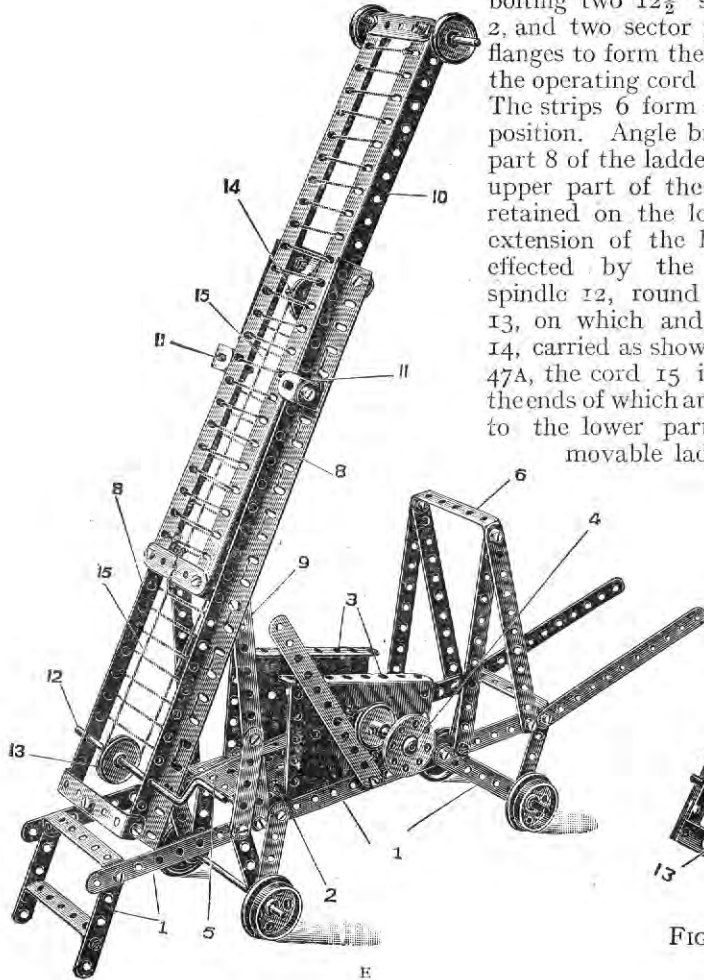 bolting two 12½ s
2, and two sector
flanges to form the
the operating cord
The strips 6 form
position. Angle b
part 8 of the ladde
upper part of the
retained on the lo
extension of the
effected by the
spindle 12, round
13, on which and
14, carried as show
47A, the cord 15 i
the ends of which ar
to the lower par
movable lad
10
14
15
11
11
8
6
8
4
9
15
3
12
13
1
2
5
1
13
FIG
E